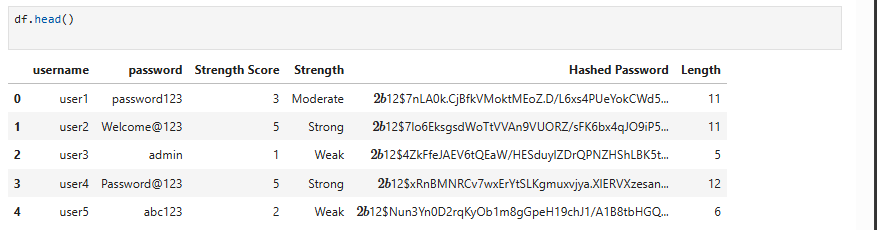 df.head()
username password Strength Score Strength Hashed Password Length
0 user1 password123 3 Moderate 2b12$7nLA0k.CjBfkVMoktMEoZ.D/L6xs4PUeYokCWd5... 11
1 user2 Welcome@123 5 Strong 2b12$7lo6EksgsdWoTtVVAn9VUORZ/sFK6bx4qJO9iP5... 11
2 user3 admin 1 Weak 2b12$4ZkFfeJAEV6tQEaW/HESduylZDrQPNZHShLBK5t... 5
3 user4 Password@123 5 Strong 2b12$xRnBMNRCv7wxErYtSLKgmuxvjya.XlERVXzesan... 12
4 user5 abc123 2 Weak 2b12$Nun3Yn0D2rqKyOb1m8gGpeH19chJ1/A1B8tbHGQ... 6